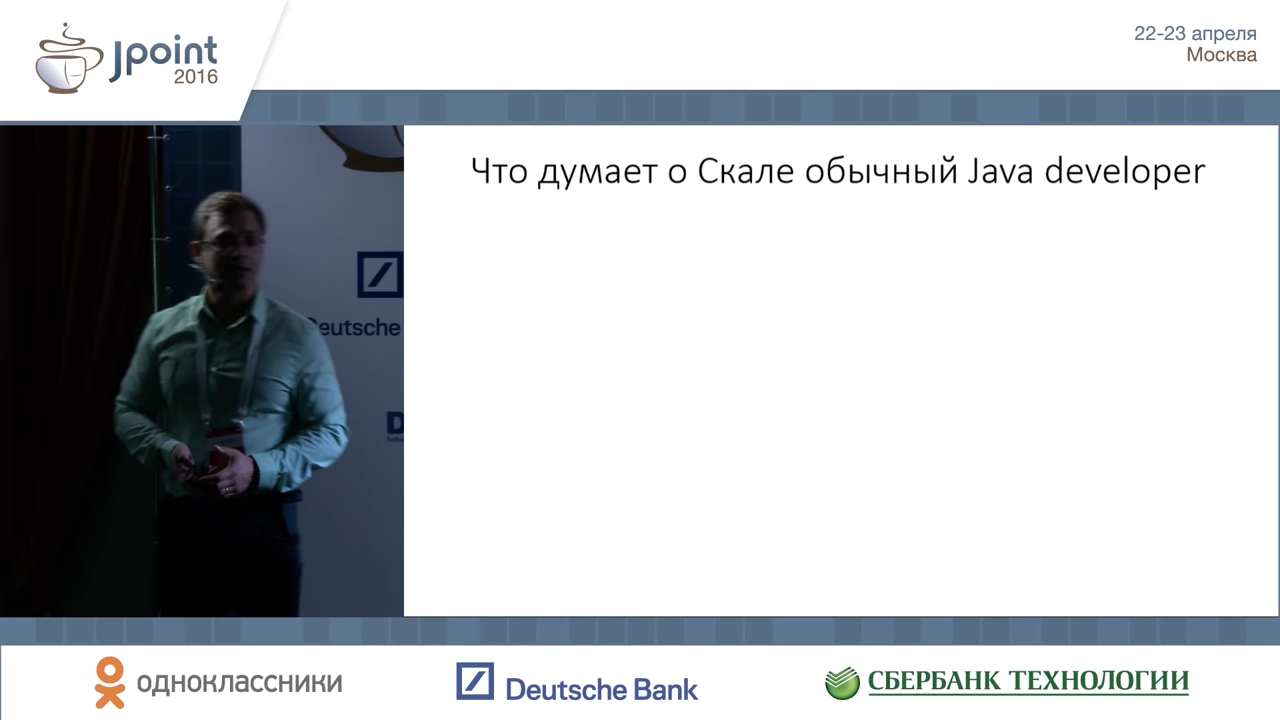 Jpoint
2016
22-23 апреля
Москва
Что думает о Скале обычный Java developer
Deutsche
D
одноклассники
Deutsche Bank
СБЕРБАНК ТЕХНОЛОГИИ